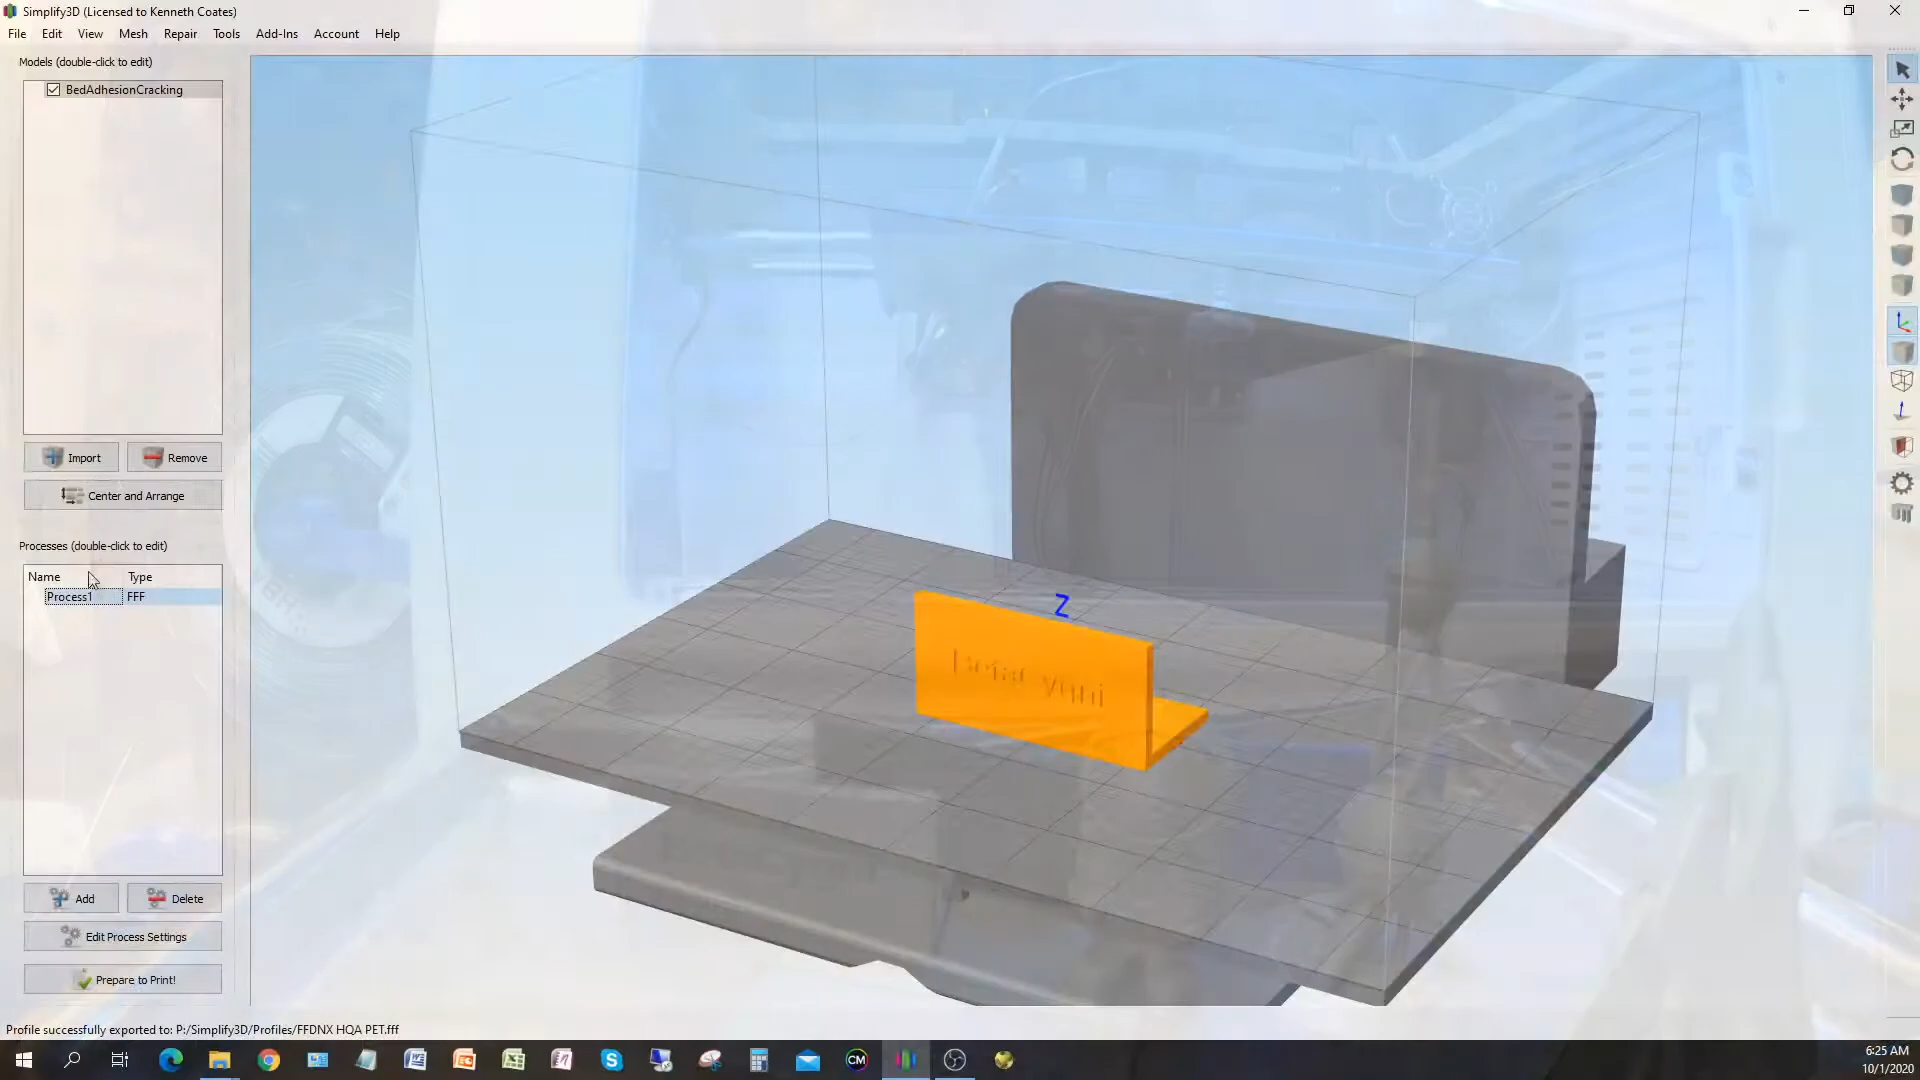 Simplify3D (Licensed to Kenneth Coates)
File Edit View Mesh Repair Tools Add-Ins Account Help
Models (double-click to edit)
BedAdhesionCracking
Import Remove
Center and Arrange
Processes (double-click to edit)
Name Type
Process1 FFF
Z
Add Delete
Edit Process Settings
Prepare to Print!
Profile successfully exported to: P:/Simplify3D/Profiles/FFDNX HQA PET.fff
CM
6:25 AM
10/1/2020